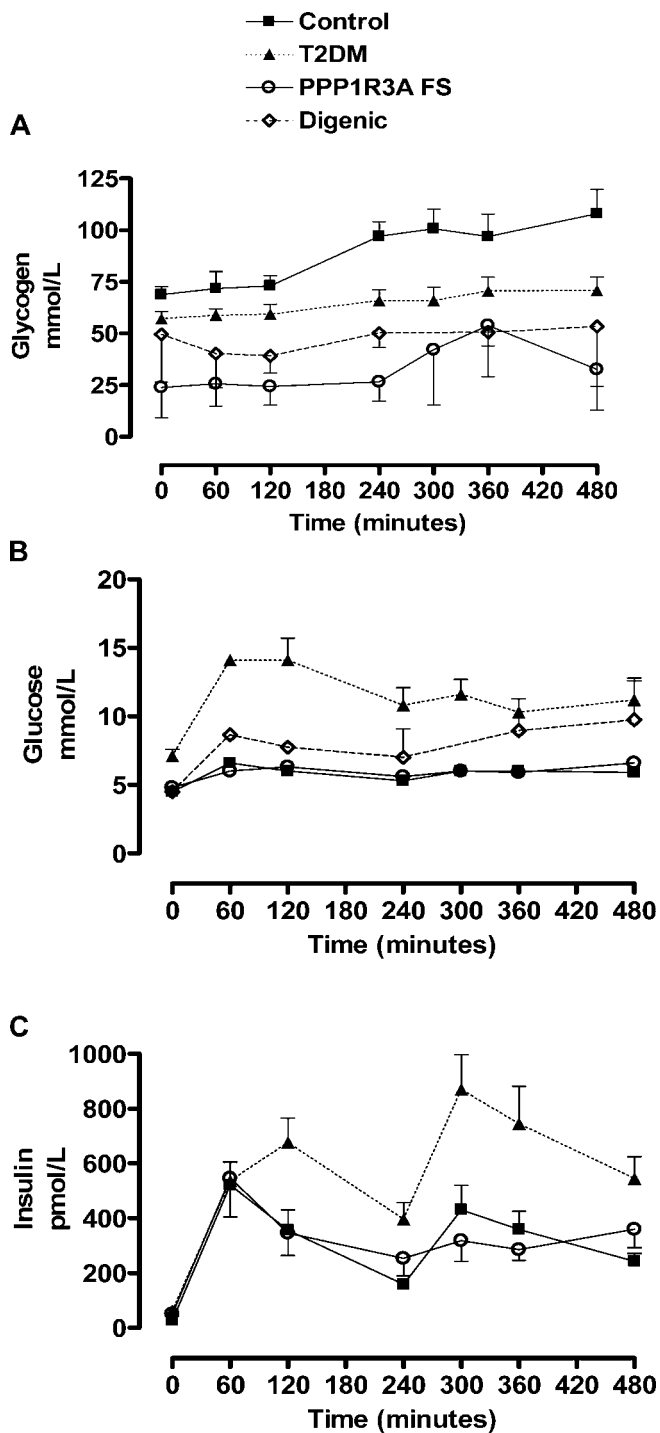 Control
T2DM
PPP1R3A FS
Digenic
A
Glycogen
mmol/L
125
100
75
50
25
0
0 60 120 180 240 300 360 420 480
Time (minutes)
B
Glucose
mmol/L
20
15
10
5
0
0 60 120 180 240 300 360 420 480
Time (minutes)
C
Insulin
pmol/L
1000
800
600
400
200
0
0 60 120 180 240 300 360 420 480
Time (minutes)